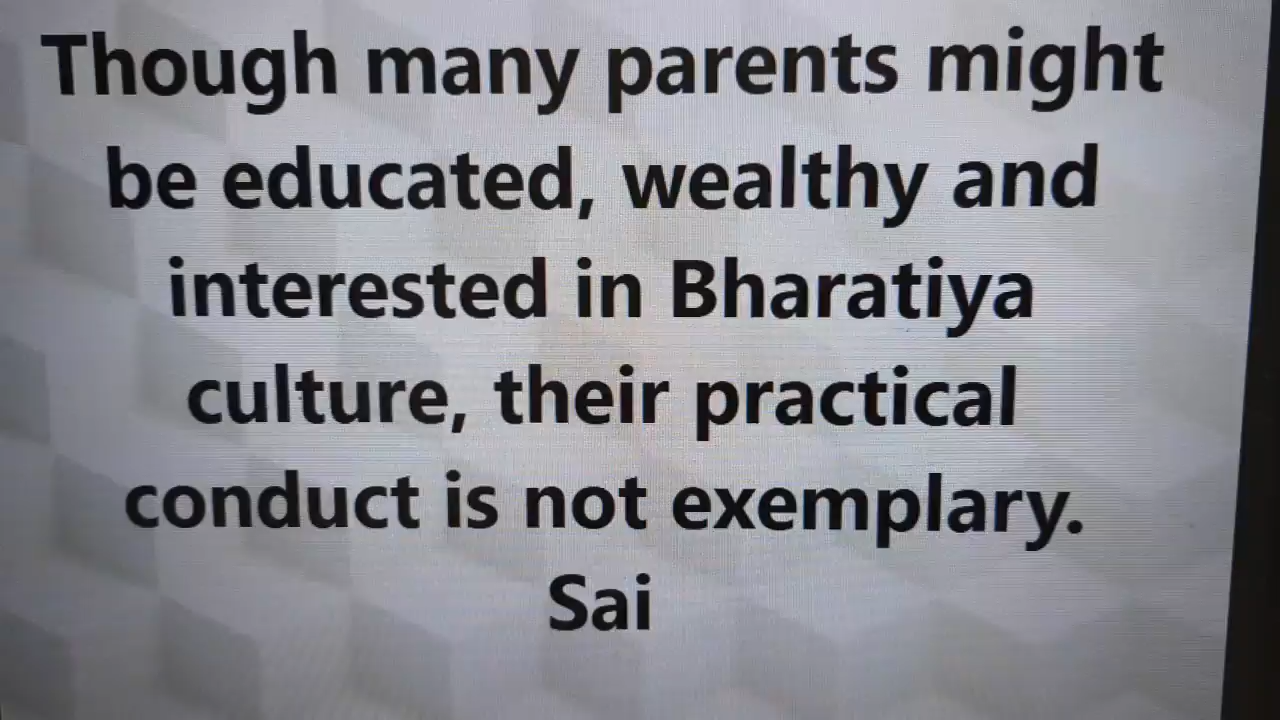 Though many parents might
be educated, wealthy and
interested in Bharatiya
culture, their practical
conduct is not exemplary.
Sai